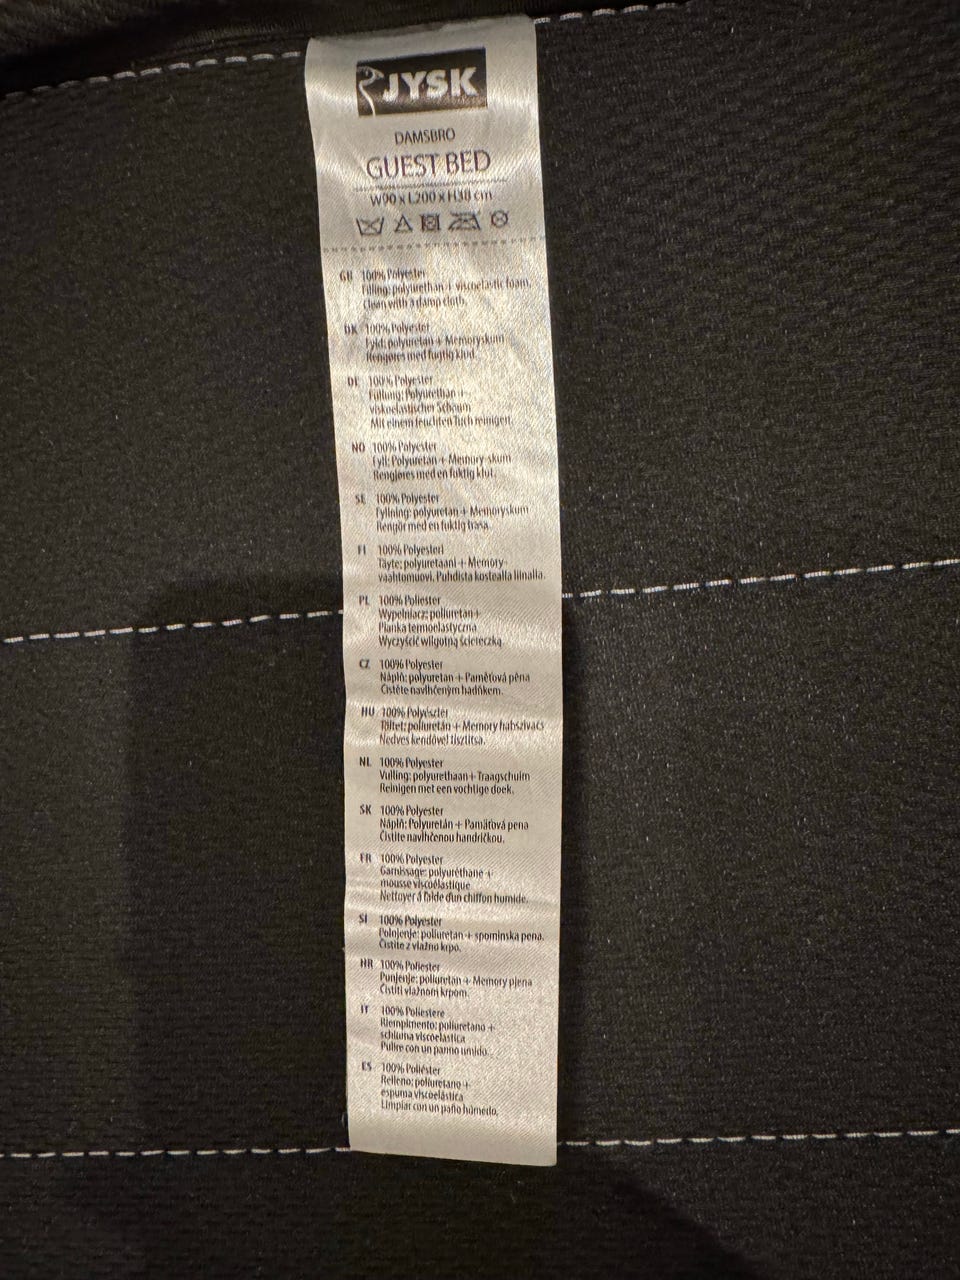 JYSK
DAMSBRO
GUEST BED
W90 x L200 x H38 cm
GB 100% Polyester
Filling: polyurethan + viscoelastic foam.
Clean with a damp cloth.
DK 100% Polyester
Fyld: polyuretan + Memoryskum
Rengøres med fugtig klud.
DE 100% Polyester
Füllung: Polyurethan +
viskoelastischer Schaum
Mit einem feuchten Tuch reinigen.
NO 100% Polyester
Fyll: Polyuretan + Memory-skum
Rengjøres med en fuktig klut.
SE 100% Polyester
Fyllning: polyuretan + Memoryskum
Rengör med en fuktig trasa.
FI 100% Polyesteri
Täyte: polyuretaani + Memory-
vaahtomuovi. Puhdista kostealla liinalla.
PL 100% Poliester
Wypełniacz: poliuretan +
Pianka termoelastyczna
Wyczyścić wilgotną ściereczką.
CZ 100% Polyester
Náplň: polyuretan + Paměťová pěna
Čistěte navlhčeným hadříkem.
HU 100% Polyészter
Töltet: poliuretán + Memory habszivacs
Nedves kendővel tisztítsa.
NL 100% Polyester
Vulling: polyurethaan + Traagschuim
Reinigen met een vochtige doek.
SK 100% Polyester
Náplň: Polyuretán + Pamäťová pena
Čistite navlhčenou handričkou.
FR 100% Polyester
Garnissage: polyuréthane +
mousse viscoélastique
Nettoyer à l'aide d'un chiffon humide.
SI 100% Polyester
Polnjenje: poliuretan + spominska pena.
Čistite z vlažno krpo.
HR 100% Poliester
Punjenje: poliuretan + Memory pjena
Čistiti vlažnom krpom.
IT 100% Poliestere
Riempimento: poliuretano +
schiuma viscoelastica
Pulire con un panno umido.
ES 100% Poliéster
Relleno: poliuretano +
espuma viscoelástica
Limpiar con un paño húmedo.